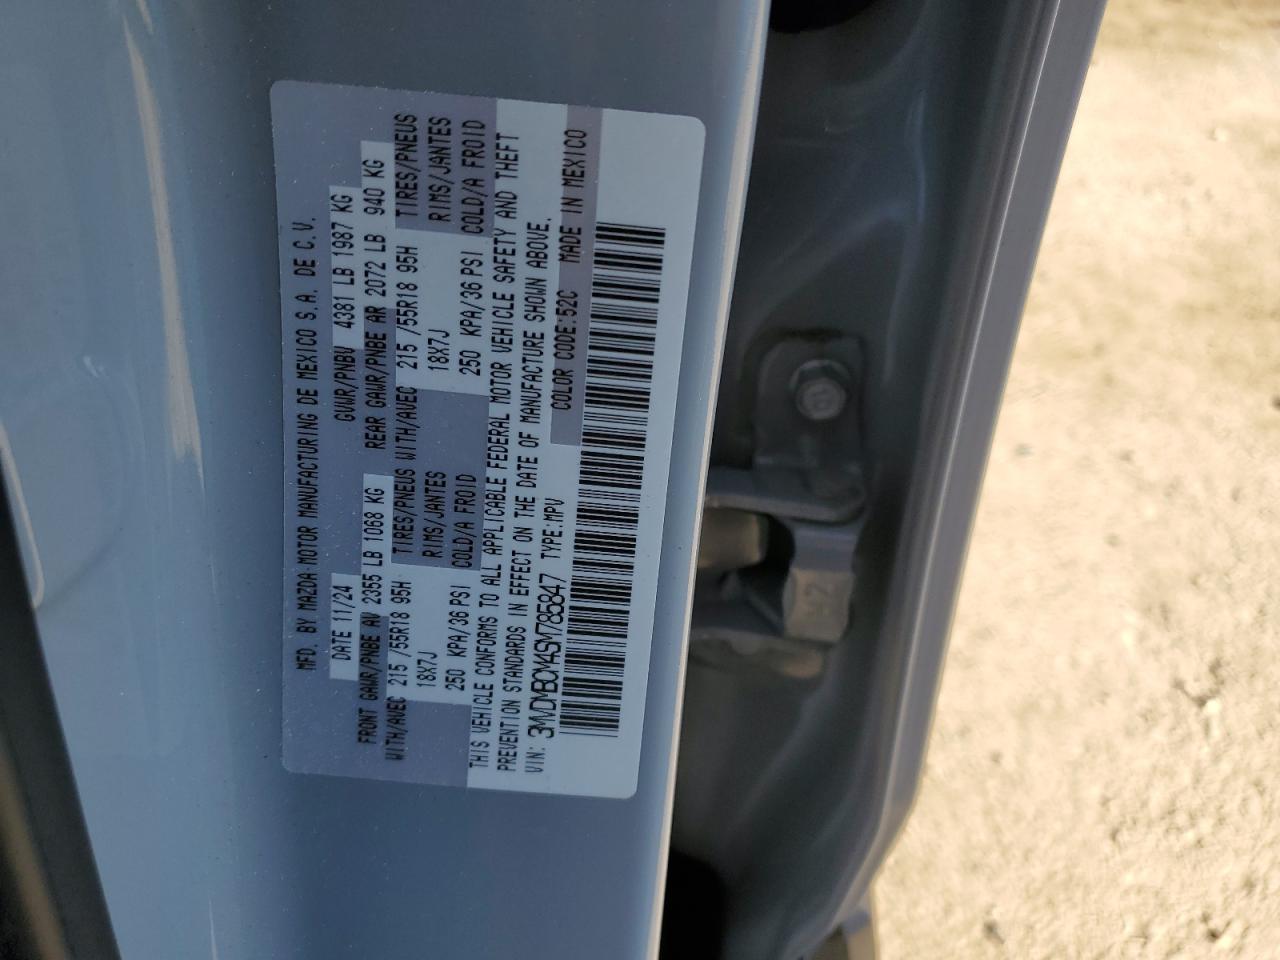 MFD. BY MAZDA MOTOR MANUFACTURING DE MEXICO S.A. DE C.V.
DATE 11/24 GVWR/PNBV 4381 LB 1987 KG
FRONT GAWR/PNBE AV 2355 LB 1068 KG REAR GAWR/PNBE AR 2072 LB 940 KG
WITH/AVEC 215 /55R18 95H TIRES/PNEUS WITH/AVEC 215 /55R18 95H TIRES/PNEUS
18X7J RIMS/JANTES 18X7J RIMS/JANTES
250 KPA/36 PSI COLD/A FROID 250 KPA/36 PSI COLD/A FROID
THIS VEHICLE CONFORMS TO ALL APPLICABLE FEDERAL MOTOR VEHICLE SAFETY AND THEFT
PREVENTION STANDARDS IN EFFECT ON THE DATE OF MANUFACTURE SHOWN ABOVE.
VIN: 3MVDMBCM4SM785847 TYPE:MPV COLOR CODE:52C MADE IN MEXICO